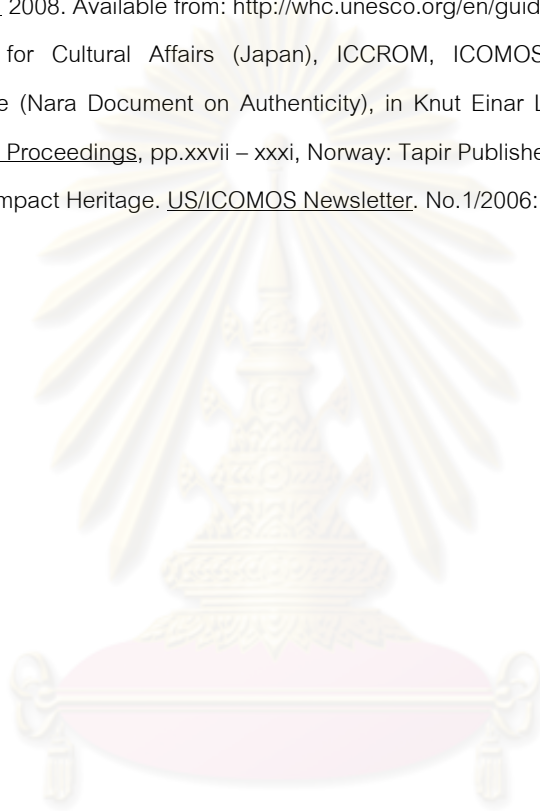 2008. Available from: http://whc.unesco.org/en/guid
for Cultural Affairs (Japan), ICCROM, ICOMOS
(Nara Document on Authenticity), in Knut Einar
Proceedings, pp.xxvii – xxxi, Norway: Tapir Publishe
mpact Heritage. US/ICOMOS Newsletter. No.1/2006: